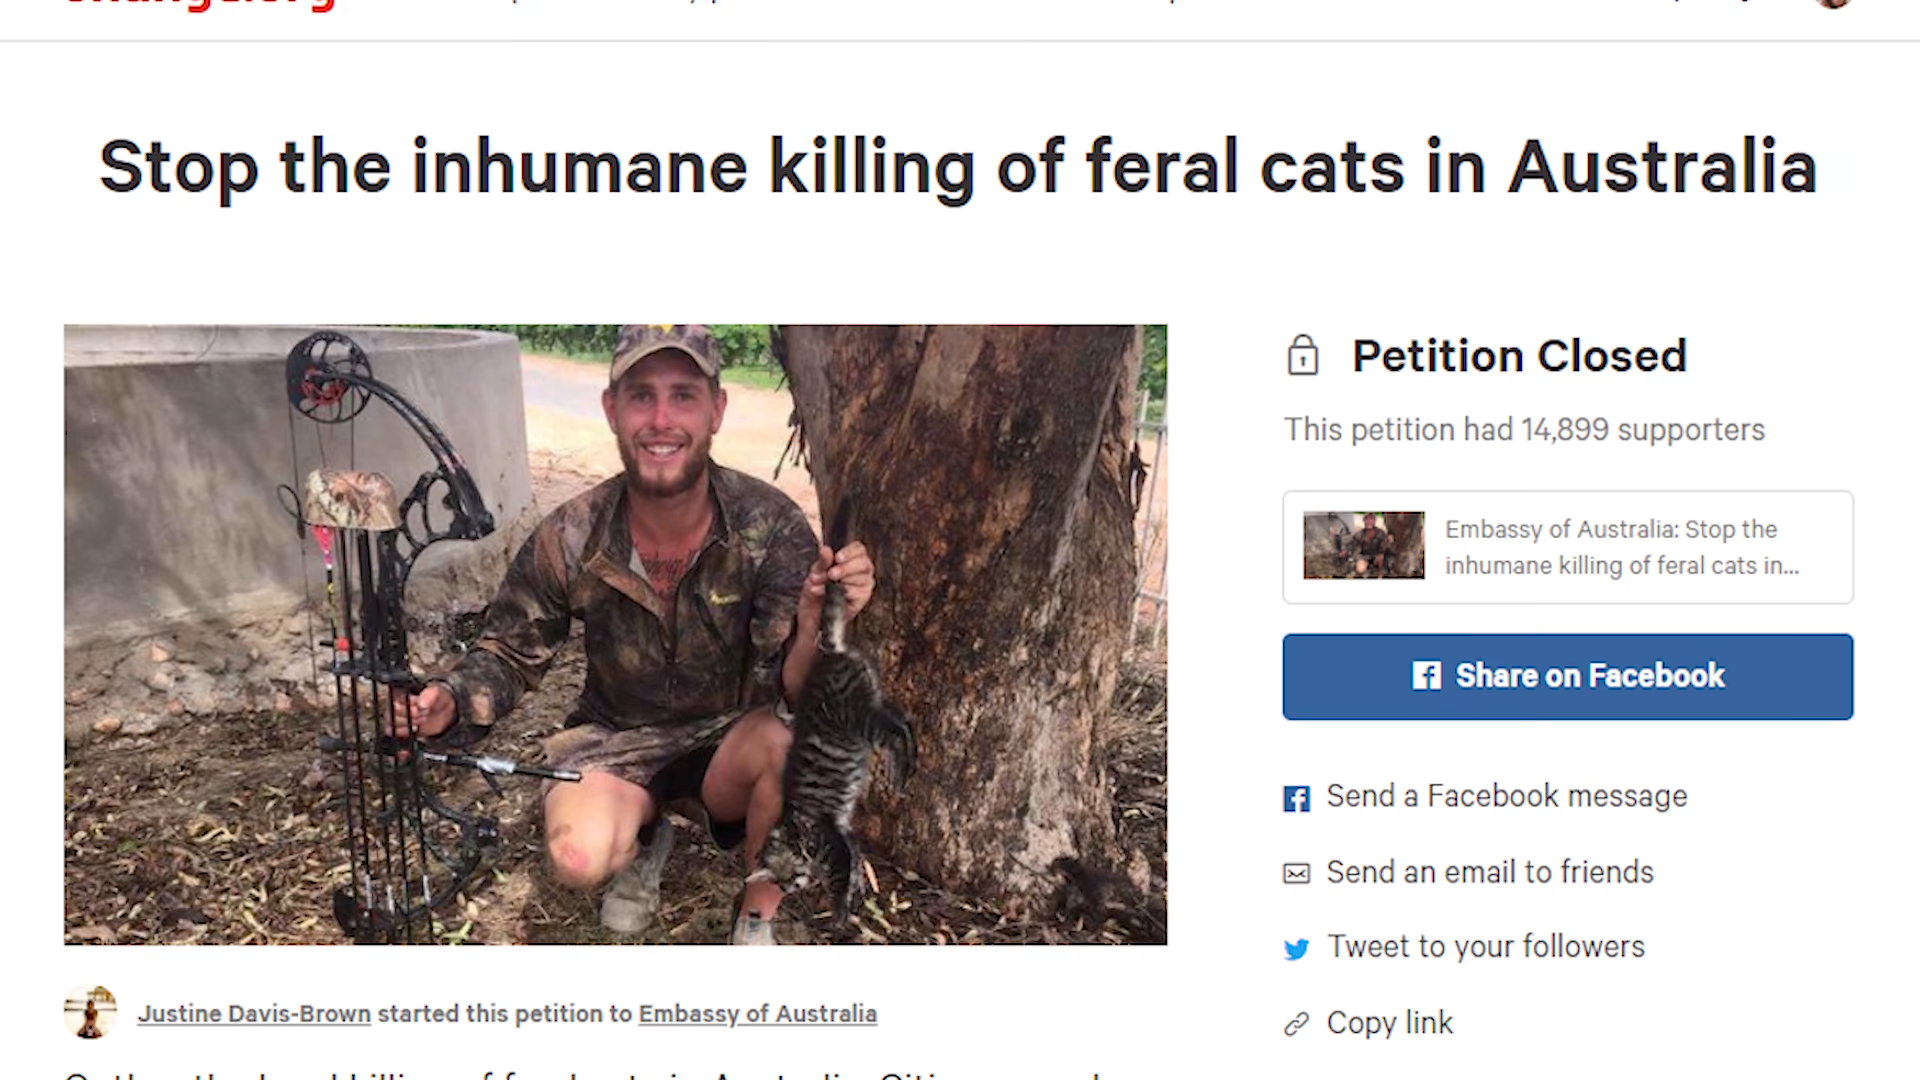 Stop the inhumane killing of feral cats in Australia
Petition Closed
This petition had 14,899 supporters
Embassy of Australia: Stop the
inhumane killing of feral cats in...
Share on Facebook
Send a Facebook message
Send an email to friends
Tweet to your followers
Copy link
Justine Davis-Brown started this petition to Embassy of Australia